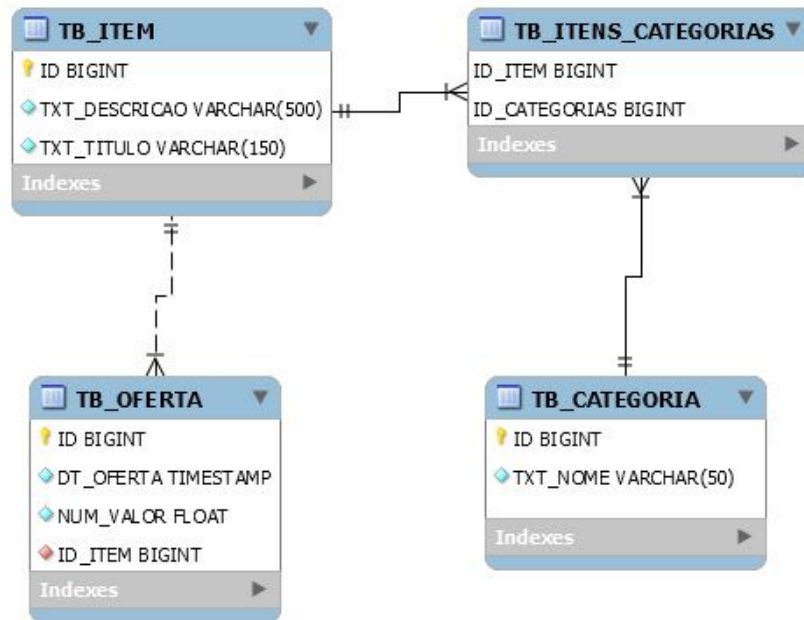 TB_ITEM
ID BIGINT
TXT_DESCRICAO VARCHAR(500)
TXT_TITULO VARCHAR(150)
Indexes
TB_ITENS_CATEGORIAS
ID_ITEM BIGINT
ID_CATEGORIAS BIGINT
Indexes
TB_OFERTA
ID BIGINT
DT_OFERTA TIMESTAMP
NUM_VALOR FLOAT
ID_ITEM BIGINT
Indexes
TB_CATEGORIA
ID BIGINT
TXT_NOME VARCHAR(50)
Indexes